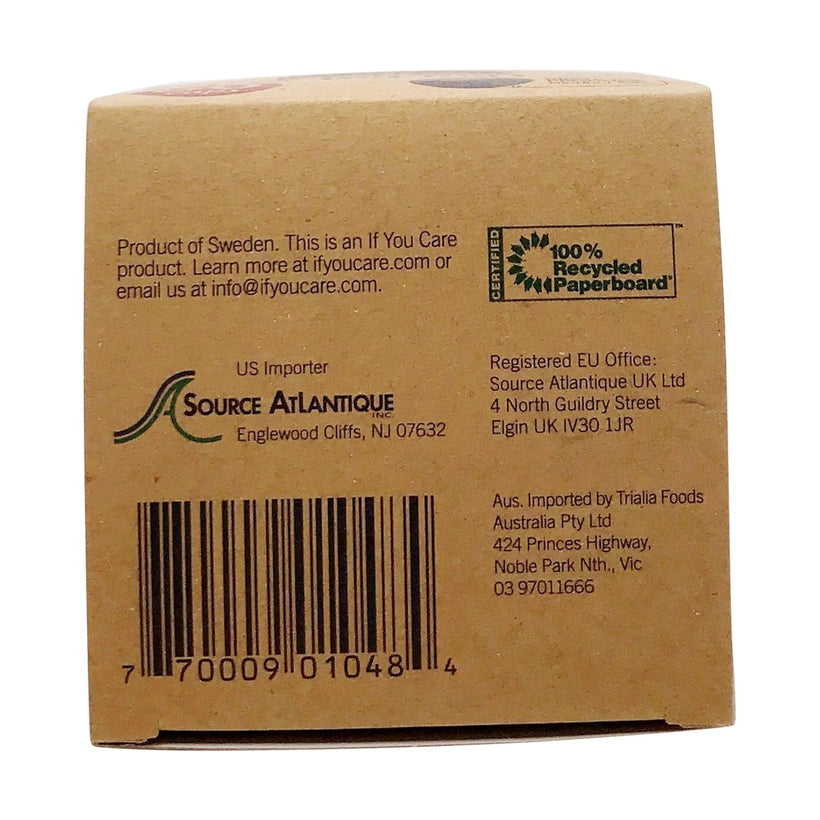 Product of Sweden. This is an If You Care
product. Learn more at ifyoucare.com or
email us at info@ifyoucare.com.
CERTIFIED
100%
Recycled
Paperboard®
™
US Importer
SOURCE ATLANTIQUE
INC
Englewood Cliffs, NJ 07632
Registered EU Office:
Source Atlantique UK Ltd
4 North Guildry Street
Elgin UK IV30 1JR
Aus. Imported by Trialia Foods
Australia Pty Ltd
424 Princes Highway,
Noble Park Nth., Vic
03 97011666
7 70009 01048 4